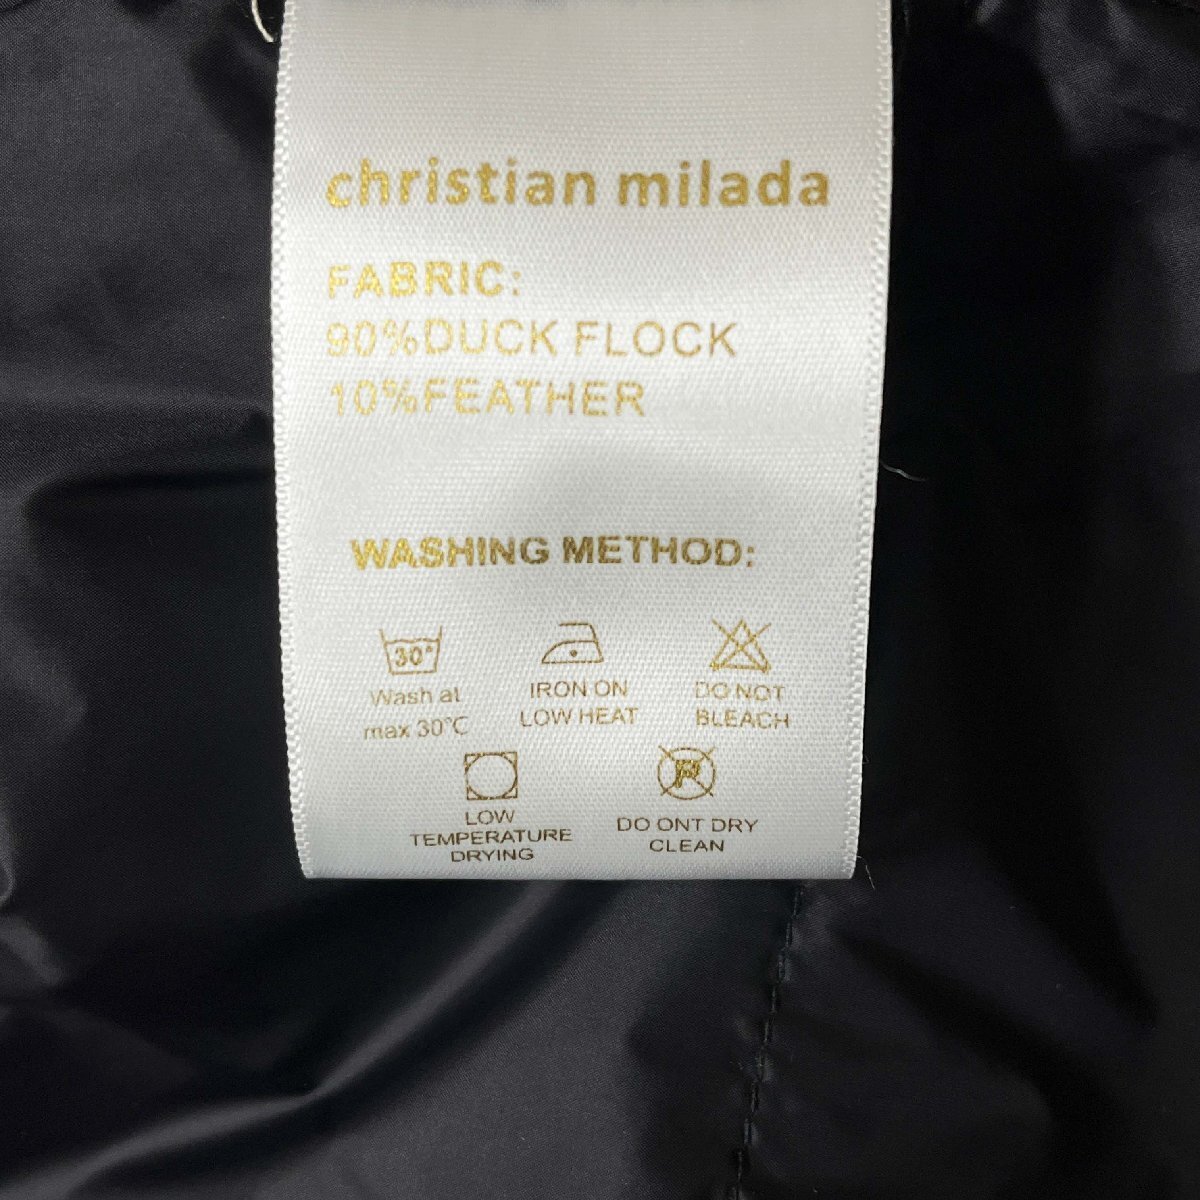 christian milada
FABRIC:
90%DUCK FLOCK
10%FEATHER
WASHING METHOD:
30°
Wash at
max 30℃
IRON ON
LOW HEAT
DO NOT
BLEACH
LOW
TEMPERATURE
DRYING
P
DO ONT DRY
CLEAN